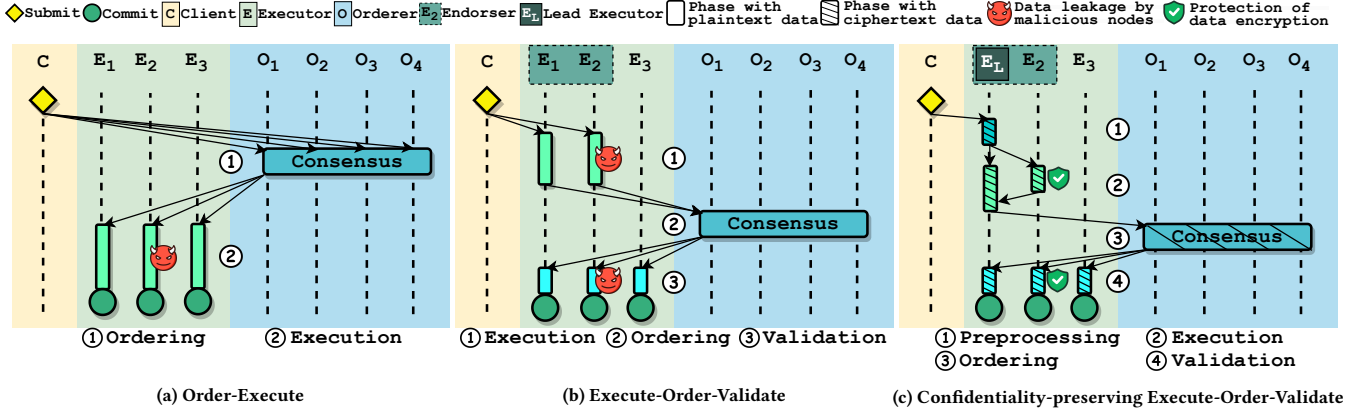 Submit Commit C Client E Executor O Orderer E2 Endorser EL Lead Executor Phase with plaintext data Phase with ciphertext data Data leakage by malicious nodes Protection of data encryption
C E1 E2 E3 O1 O2 O3 O4
1 Consensus
2
1 Ordering 2 Execution
(a) Order-Execute
C E1 E2 E3 O1 O2 O3 O4
1
2 Consensus
3
1 Execution 2 Ordering 3 Validation
(b) Execute-Order-Validate
C EL E2 E3 O1 O2 O3 O4
1
2
3 Consensus
4
1 Preprocessing 2 Execution
3 Ordering 4 Validation
(c) Confidentiality-preserving Execute-Order-Validate